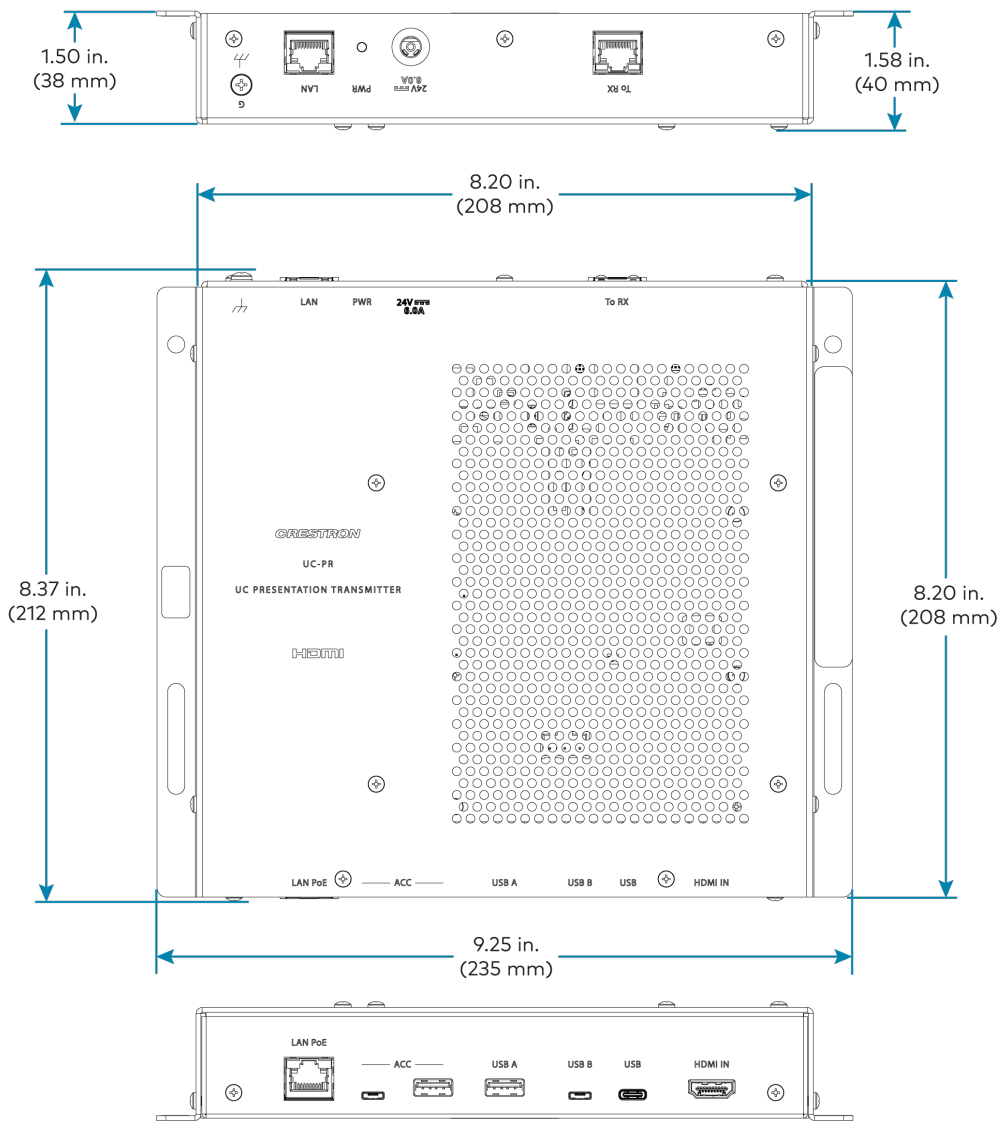 1.50 in.
(38 mm)
1.58 in.
(40 mm)
G
LAN
PWR
24V
6.0A
To RX
8.20 in.
(208 mm)
LAN
PWR
24V
6.0A
To RX
CRESTRON
UC-PR
UC PRESENTATION TRANSMITTER
HDMI
8.37 in.
(212 mm)
8.20 in.
(208 mm)
LAN PoE
ACC
USB A
USB B
USB
HDMI IN
9.25 in.
(235 mm)
LAN PoE
ACC
USB A
USB B
USB
HDMI IN